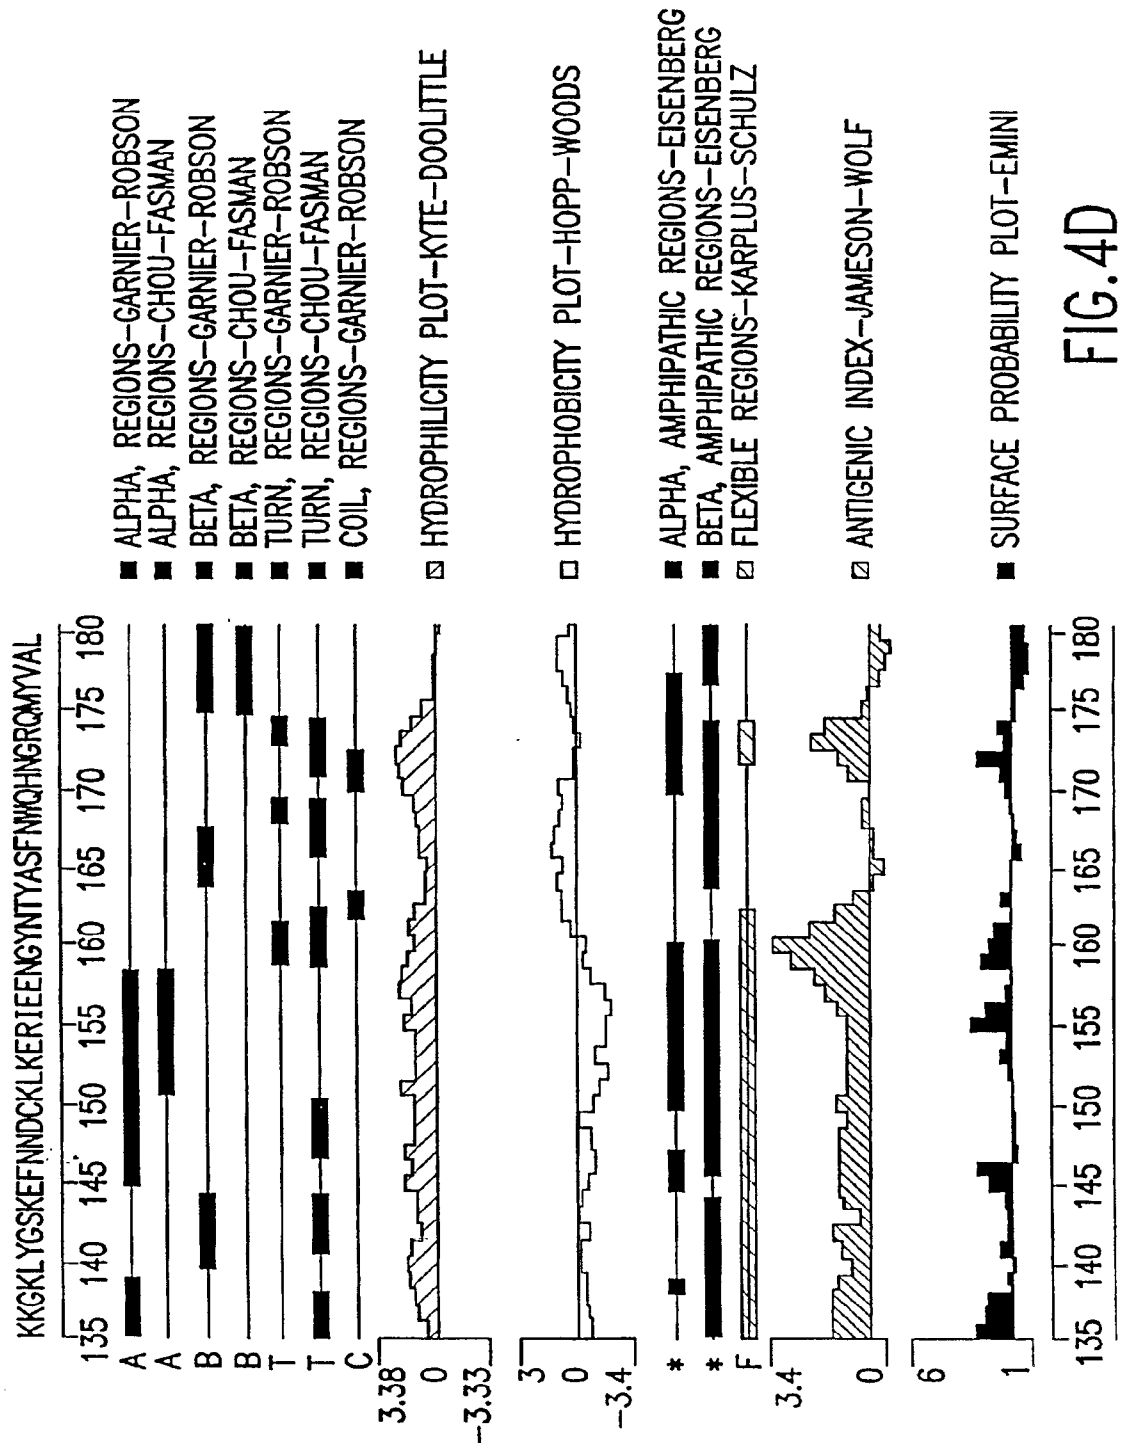 KKGKLYGSKEFNNDCKLKERIEENGYNTYASFNWQHNGRQMYVAL
135 140 145 150 155 160 165 170 175 180
A ALPHA, REGIONS-GARNIER-ROBSON
A ALPHA, REGIONS-CHOU-FASMAN
B BETA, REGIONS-GARNIER-ROBSON
B BETA, REGIONS-CHOU-FASMAN
T TURN, REGIONS-GARNIER-ROBSON
T TURN, REGIONS-CHOU-FASMAN
C COIL, REGIONS-GARNIER-ROBSON
3.38
0 HYDROPHILICITY PLOT-KYTE-DOOLITTLE
-3.33
3
0 HYDROPHOBICITY PLOT-HOPP-WOODS
-3.4
* ALPHA, AMPHIPATHIC REGIONS-EISENBERG
* BETA, AMPHIPATHIC REGIONS-EISENBERG
F FLEXIBLE REGIONS-KARPLUS-SCHULZ
3.4
0 ANTIGENIC INDEX-JAMESON-WOLF
6
1 SURFACE PROBABILITY PLOT-EMINI
135 140 145 150 155 160 165 170 175 180
FIG.4D